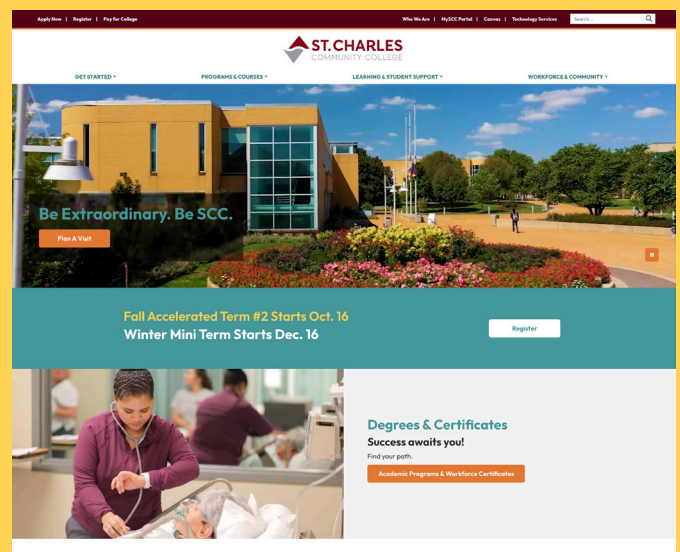 Apply Now | Register | Pay for College
Who We Are | MySCC Portal | Canvas | Technology Services
Search...
ST. CHARLES
COMMUNITY COLLEGE
GET STARTED
PROGRAMS & COURSES
LEARNING & STUDENT SUPPORT
WORKFORCE & COMMUNITY
Be Extraordinary. Be SCC.
Plan A Visit
Fall Accelerated Term #2 Starts Oct. 16
Winter Mini Term Starts Dec. 16
Register
Degrees & Certificates
Success awaits you!
Find your path.
Academic Programs & Workforce Certificates